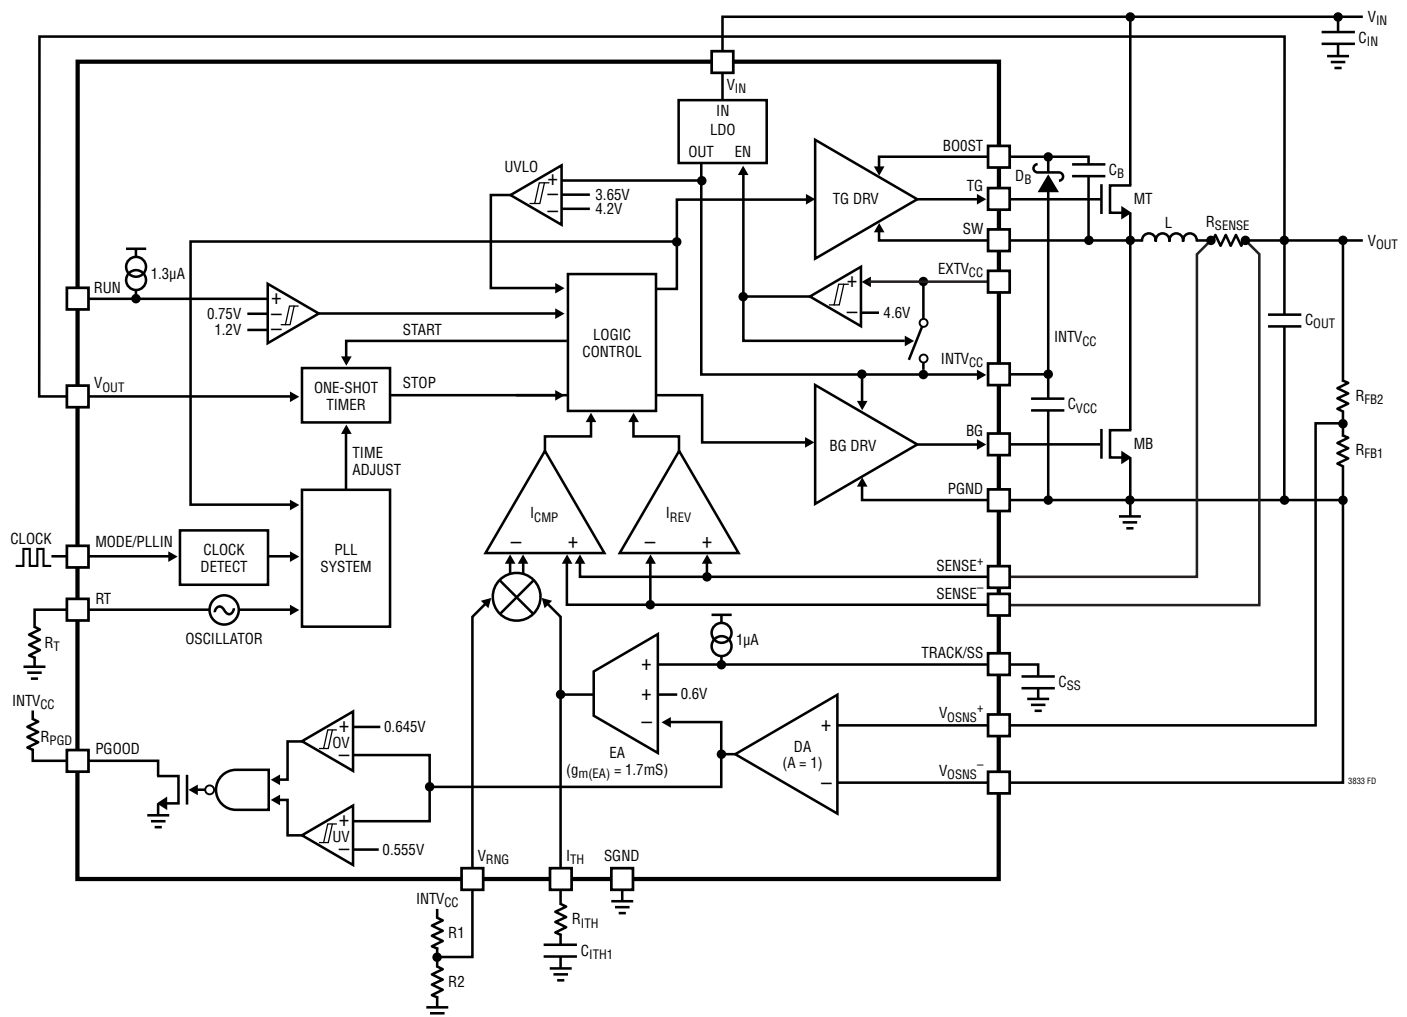 VIN
CIN
VIN
IN
LDO
OUT EN
UVLO
+
−
−
3.65V
4.2V
BOOST
TG DRV
TG
SW
DB
CB
MT
L
RSENSE
VOUT
1.3µA
RUN
+
−
−
0.75V
1.2V
EXTVCC
+
−
4.6V
LOGIC
CONTROL
START
STOP
INTVCC
INTVCC
COUT
VOUT
ONE-SHOT
TIMER
TIME
ADJUST
CVCC
RFB2
RFB1
BG DRV
BG
MB
PGND
ICMP
−
+
IREV
−
+
CLOCK
MODE/PLLIN
CLOCK
DETECT
PLL
SYSTEM
SENSE+
SENSE−
RT
OSCILLATOR
RT
1µA
TRACK/SS
CSS
+
+
−
0.6V
EA
(gm(EA) = 1.7mS)
DA
(A = 1)
+
−
VOSNS+
VOSNS−
3833 FD
INTVCC
RPGD
PGOOD
+
OV
−
0.645V
+
UV
−
0.555V
VRNG
ITH
SGND
INTVCC
R1
R2
RITH
CITH1